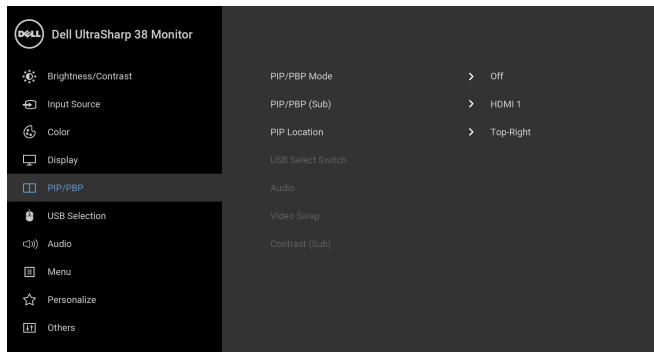 DELL Dell UltraSharp 38 Monitor
Brightness/Contrast
PIP/PBP Mode Off
Input Source
PIP/PBP (Sub) HDMI 1
Color
PIP Location Top-Right
Display
USB Select Switch
PIP/PBP
Audio
USB Selection
Video Swap
Audio
Contrast (Sub)
Menu
Personalize
Others